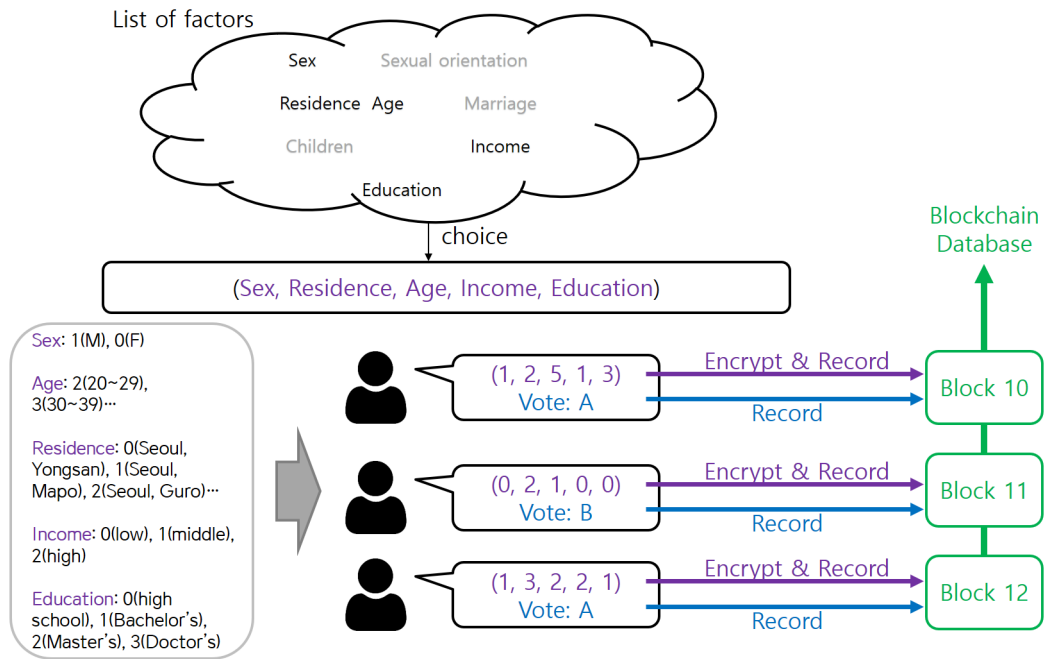 List of factors
Sex Sexual orientation
Residence Age Marriage
Children Income
Education
choice
(Sex, Residence, Age, Income, Education)
Blockchain
Database
Sex: 1(M), 0(F)
Age: 2(20~29),
3(30~39)⋯
Residence: 0(Seoul,
Yongsan), 1(Seoul,
Mapo), 2(Seoul, Guro)⋯
Income: 0(low), 1(middle),
2(high)
Education: 0(high
school), 1(Bachelor’s),
2(Master’s), 3(Doctor’s)
(1, 2, 5, 1, 3)
Vote: A
Encrypt & Record
Record
Block 10
(0, 2, 1, 0, 0)
Vote: B
Encrypt & Record
Record
Block 11
(1, 3, 2, 2, 1)
Vote: A
Encrypt & Record
Record
Block 12